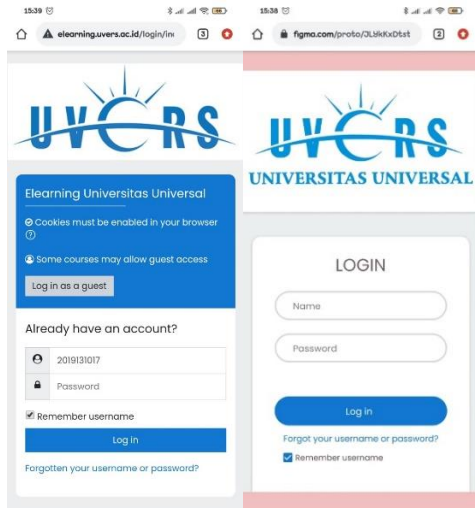 15:39
elearning.uvers.ac.id/login/in
3
UVERS
Elearning Universitas Universal
Cookies must be enabled in your browser
Some courses may allow guest access
Log in as a guest
Already have an account?
2019131017
Password
Remember username
Log in
Forgotten your username or password?
15:38
figma.com/proto/JLWkKxDtst
2
UVERS
UNIVERSITAS UNIVERSAL
LOGIN
Name
Password
Log in
Forgot your username or password?
Remember username